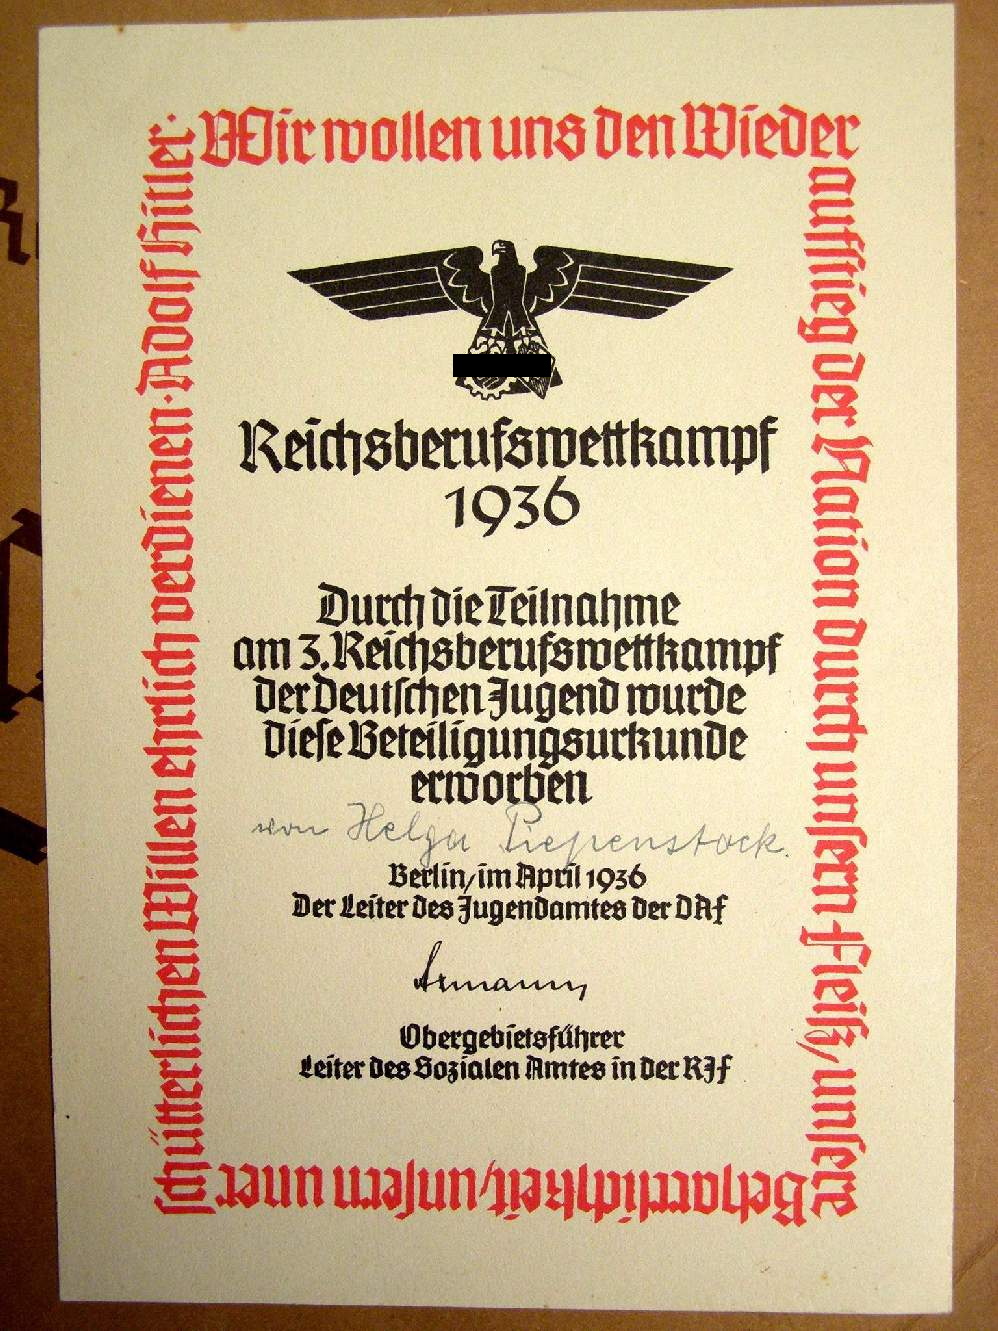 Wir wollen uns den Wieder
aufstieg der Nation durch unsern Fleiß, unsere
Beharrlichkeit, unsern uner
schütterlichen Willen ehrlich verdienen. Adolf Hitler.
Reichsberufswettkampf
1936
Durch die Teilnahme
am 3. Reichsberufswettkampf
der Deutschen Jugend wurde
diese Beteiligungsurkunde
erworben
von Helga Piepenstock.
Berlin, im April 1936
Der Leiter des Jugendamtes der DAF
Obergebietsführer
Leiter des Sozialen Amtes in der RJF